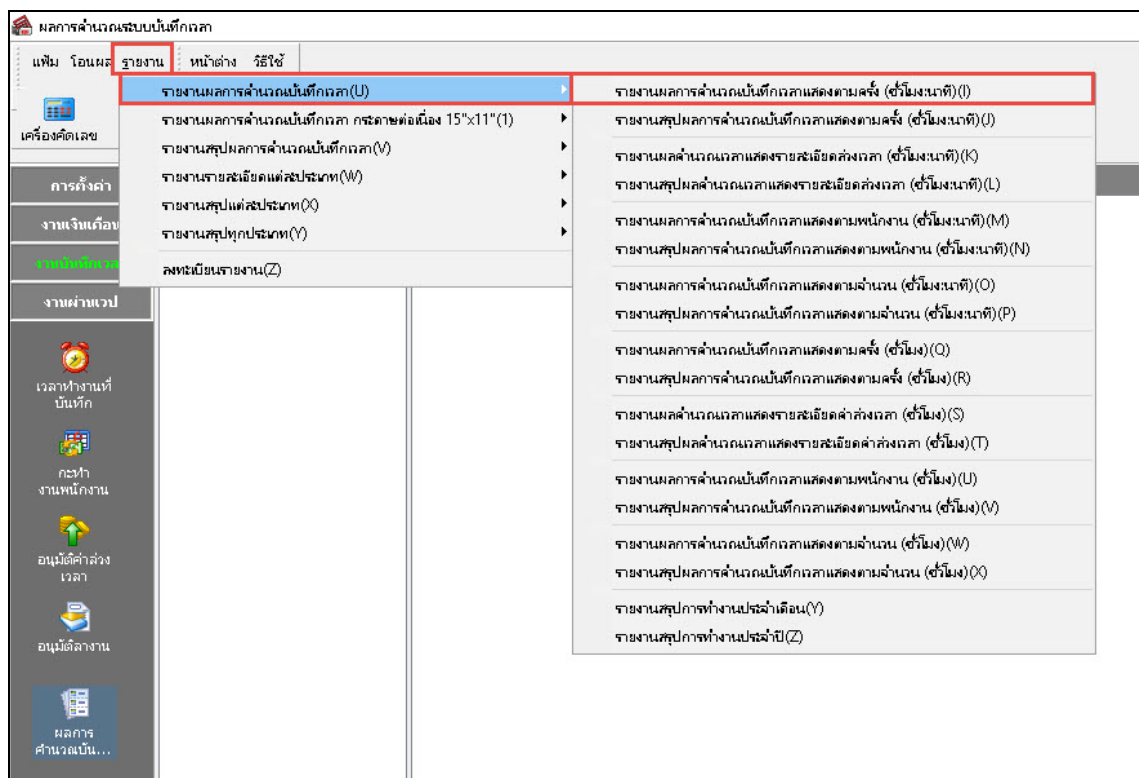 ผลการคำนวณระบบบันทึกเวลา
แฟ้ม โอนผล รายงาน หน้าต่าง วิธีใช้
เครื่องคิดเลข
รายงานผลการคำนวณบันทึกเวลา(U)
รายงานผลการคำนวณบันทึกเวลา กระดาษต่อเนื่อง 15"x11"(1)
รายงานสรุปผลการคำนวณบันทึกเวลา(V)
รายงานรายละเอียดแต่ละประเภท(W)
รายงานสรุปแต่ละประเภท(X)
รายงานสรุปทุกประเภท(Y)
ลงทะเบียนรายงาน(Z)
รายงานผลการคำนวณบันทึกเวลาแสดงตามครั้ง (ชั่วโมง:นาที)(I)
รายงานสรุปผลการคำนวณบันทึกเวลาแสดงตามครั้ง (ชั่วโมง:นาที)(J)
รายงานผลคำนวณเวลาแสดงรายละเอียดล่วงเวลา (ชั่วโมง:นาที)(K)
รายงานสรุปผลคำนวณเวลาแสดงรายละเอียดล่วงเวลา (ชั่วโมง:นาที)(L)
รายงานผลการคำนวณบันทึกเวลาแสดงตามพนักงาน (ชั่วโมง:นาที)(M)
รายงานสรุปผลการคำนวณบันทึกเวลาแสดงตามพนักงาน (ชั่วโมง:นาที)(N)
รายงานผลการคำนวณบันทึกเวลาแสดงตามจำนวน (ชั่วโมง:นาที)(O)
รายงานสรุปผลการคำนวณบันทึกเวลาแสดงตามจำนวน (ชั่วโมง:นาที)(P)
รายงานผลการคำนวณบันทึกเวลาแสดงตามครั้ง (ชั่วโมง)(Q)
รายงานสรุปผลการคำนวณบันทึกเวลาแสดงตามครั้ง (ชั่วโมง)(R)
รายงานผลคำนวณเวลาแสดงรายละเอียดค่าล่วงเวลา (ชั่วโมง)(S)
รายงานสรุปผลคำนวณเวลาแสดงรายละเอียดค่าล่วงเวลา (ชั่วโมง)(T)
รายงานผลการคำนวณบันทึกเวลาแสดงตามพนักงาน (ชั่วโมง)(U)
รายงานสรุปผลการคำนวณบันทึกเวลาแสดงตามพนักงาน (ชั่วโมง)(V)
รายงานผลการคำนวณบันทึกเวลาแสดงตามจำนวน (ชั่วโมง)(W)
รายงานสรุปผลการคำนวณบันทึกเวลาแสดงตามจำนวน (ชั่วโมง)(X)
รายงานสรุปการทำงานประจำเดือน(Y)
รายงานสรุปการทำงานประจำปี(Z)
การตั้งค่า
งานเงินเดือน
งานบันทึกเวลา
งานผ่านเวป
เวลาทำงานที่
บันทึก
กะทำ
งานพนักงาน
อนุมัติค่าล่วง
เวลา
อนุมัติลางาน
ผลการ
คำนวณบัน...